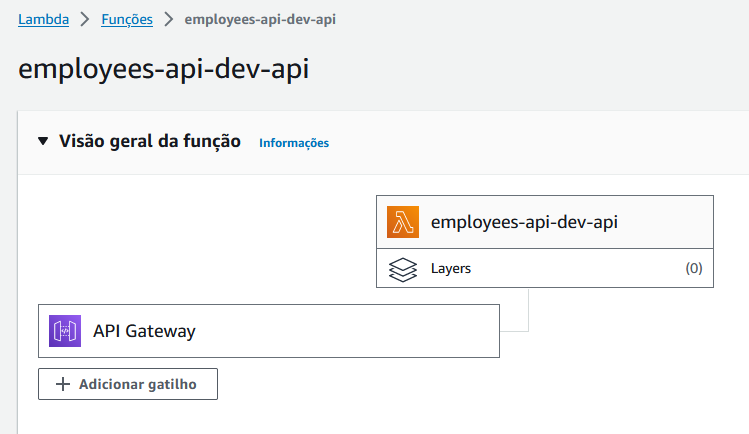 Lambda > Funções > employees-api-dev-api
employees-api-dev-api
Visão geral da função Informações
employees-api-dev-api
Layers (0)
API Gateway
+ Adicionar gatilho